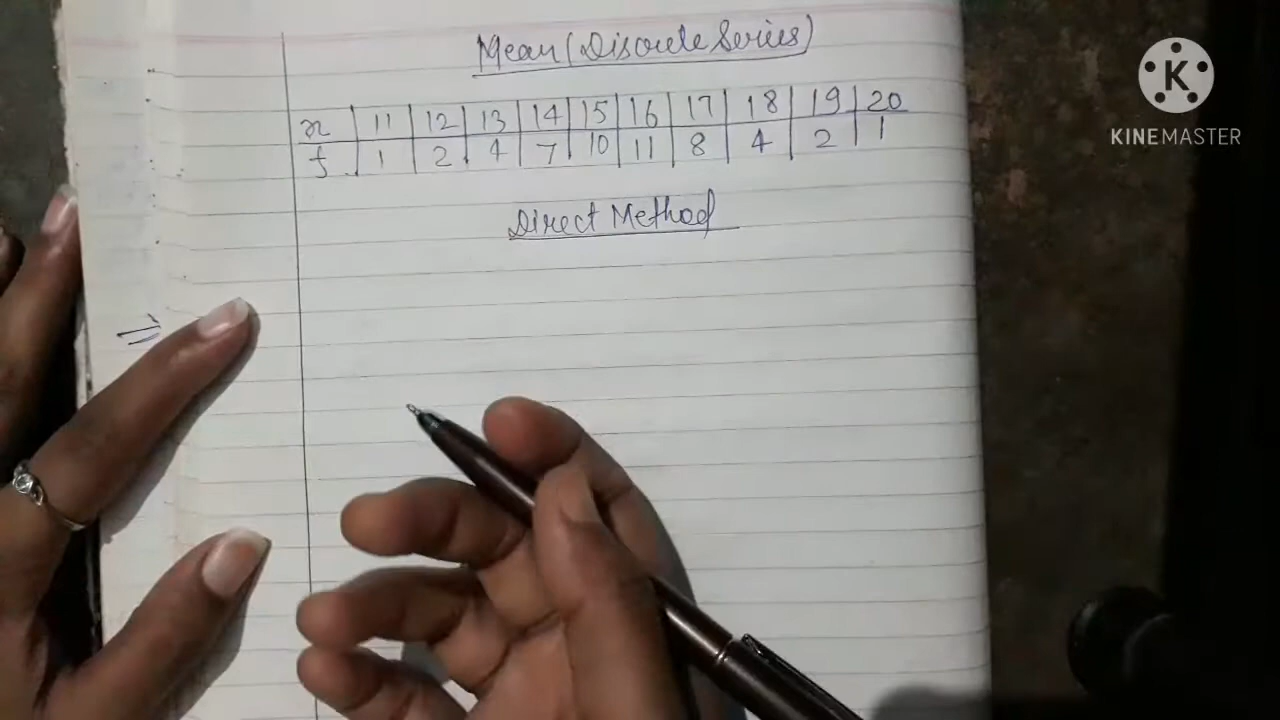 Mean (Discrete Series)
x 11 12 13 14 15 16 17 18 19 20
f 1 2 4 7 10 11 8 4 2 1
Direct Method
K
KINEMASTER